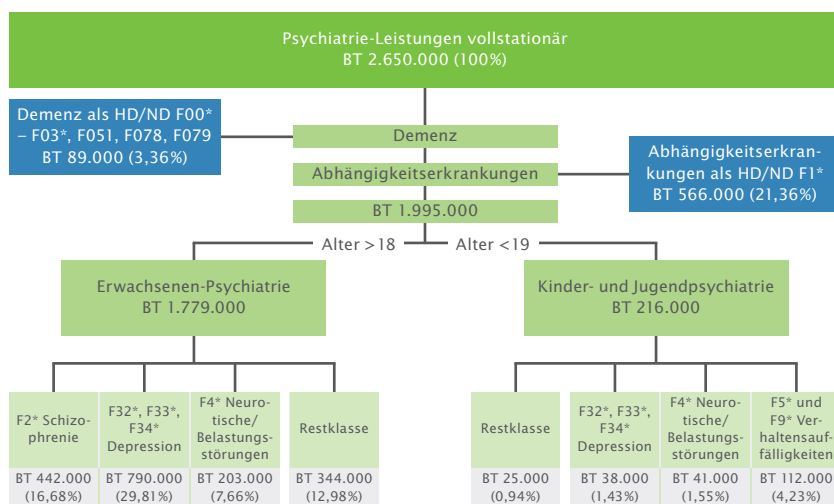 Psychiatrie-Leistungen vollstationär
BT 2.650.000 (100%)
Demenz als HD/ND F00*
– F03*, F051, F078, F079
BT 89.000 (3,36%)
Demenz
Abhängigkeitserkrankungen
BT 1.995.000
Abhängigkeitserkran-
kungen als HD/ND F1*
BT 566.000 (21,36%)
Alter >18
Alter <19
Erwachsenen-Psychiatrie
BT 1.779.000
Kinder- und Jugendpsychiatrie
BT 216.000
F2* Schizo-
phrenie
BT 442.000
(16,68%)
F32*, F33*,
F34*
Depression
BT 790.000
(29,81%)
F4* Neuro-
tische/
Belastungs-
störungen
BT 203.000
(7,66%)
Restklasse
BT 344.000
(12,98%)
Restklasse
BT 25.000
(0,94%)
F32*, F33*,
F34*
Depression
BT 38.000
(1,43%)
F4* Neuro-
tische/
Belastungs-
störungen
BT 41.000
(1,55%)
F5* und
F9* Ver-
haltensauf-
fälligkeiten
BT 112.000
(4,23%)